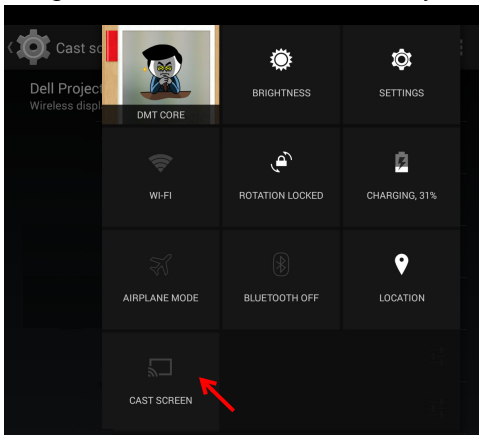 Cast sc
Dell Project
Wireless displ
DMT CORE
BRIGHTNESS
SETTINGS
WI-FI
ROTATION LOCKED
CHARGING, 31%
AIRPLANE MODE
BLUETOOTH OFF
LOCATION
CAST SCREEN